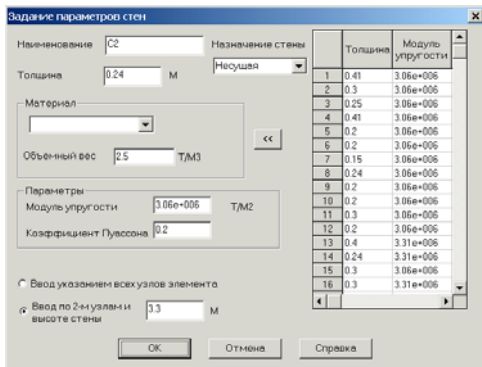 Задание параметров стен
Наименование C2 Назначение стены
Толщина 0.24 М Несущая
Материал
<<
Объемный вес 2.5 Т/М3
Параметры
Модуль упругости 3.06e+006 Т/М2
Коэффициент Пуассона 0.2
Ввод указанием всех узлов элемента
Ввод по 2-м узлам и
высоте стены 3.3 М
Толщина Модуль
упругости
1 0.41 3.06e+006
2 0.3 3.06e+006
3 0.25 3.06e+006
4 0.41 3.06e+006
5 0.2 3.06e+006
6 0.2 3.06e+006
7 0.15 3.06e+006
8 0.24 3.06e+006
9 0.2 3.06e+006
10 0.2 3.06e+006
11 0.3 3.06e+006
12 0.2 3.06e+006
13 0.4 3.31e+006
14 0.24 3.31e+006
15 0.3 3.06e+006
16 0.3 3.31e+006
OK Отмена Справка